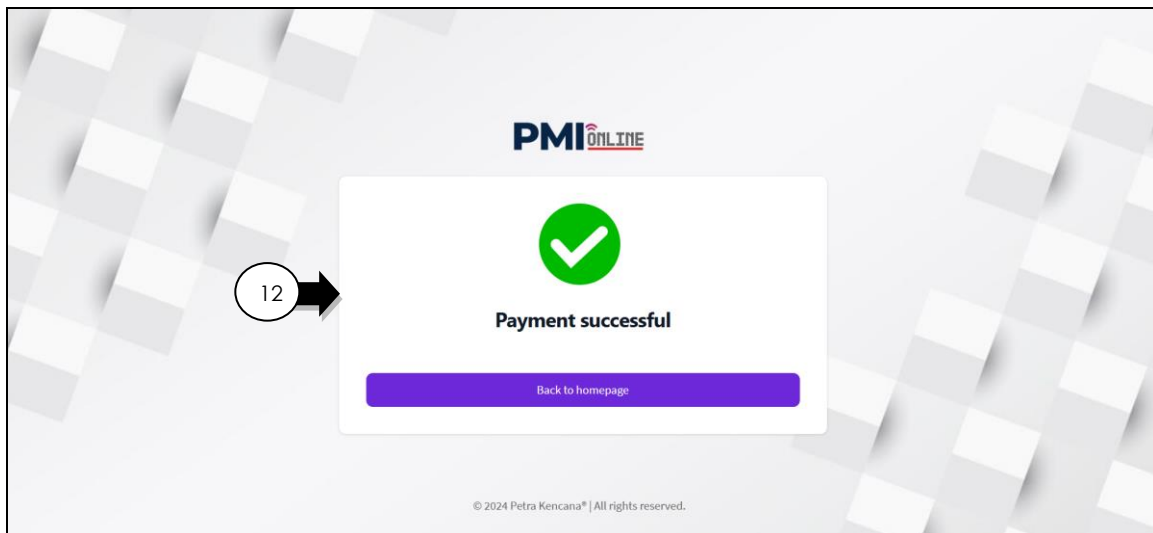 PMI ONLINE
12
Payment successful
Back to homepage
© 2024 Petra Kencana® | All rights reserved.